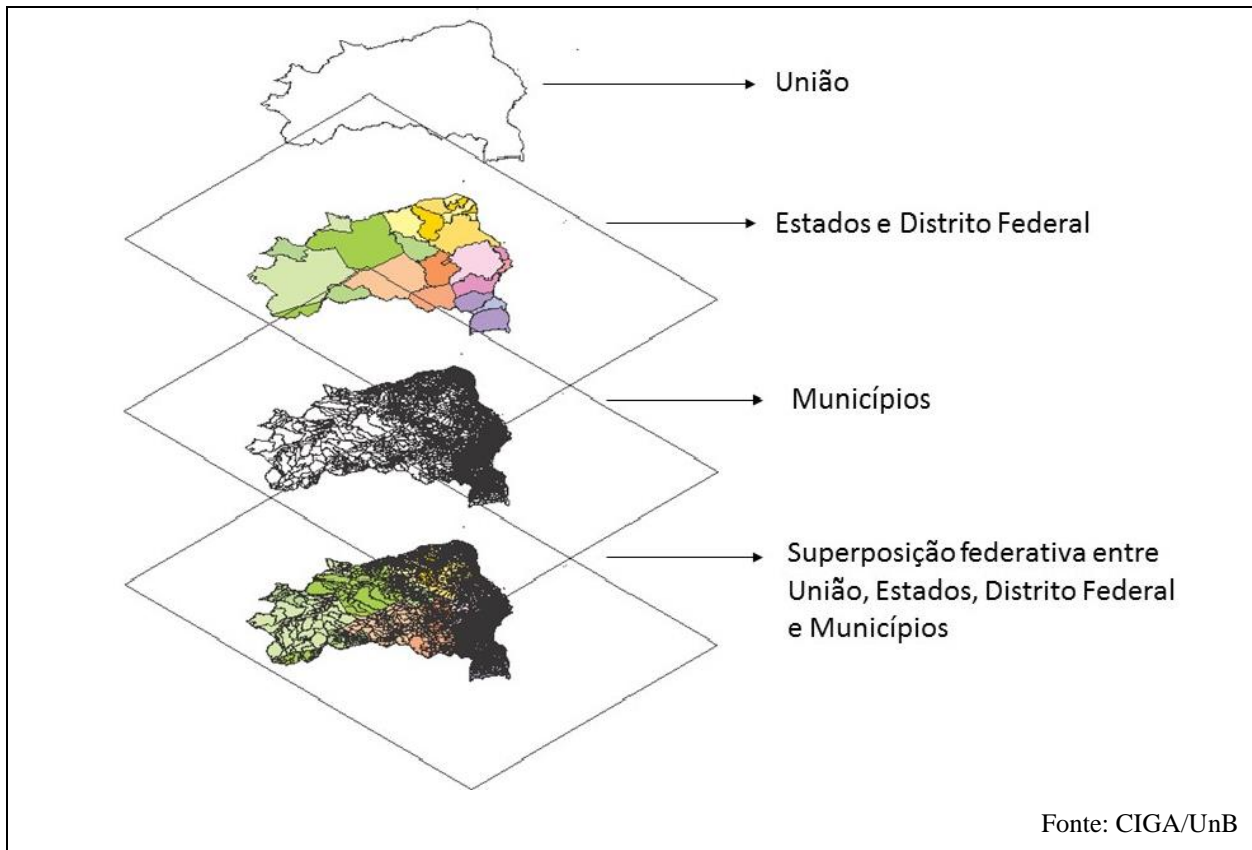 União
Estados e Distrito Federal
Municípios
Superposição federativa entre
União, Estados, Distrito Federal
e Municípios
Fonte: CIGA/UnB